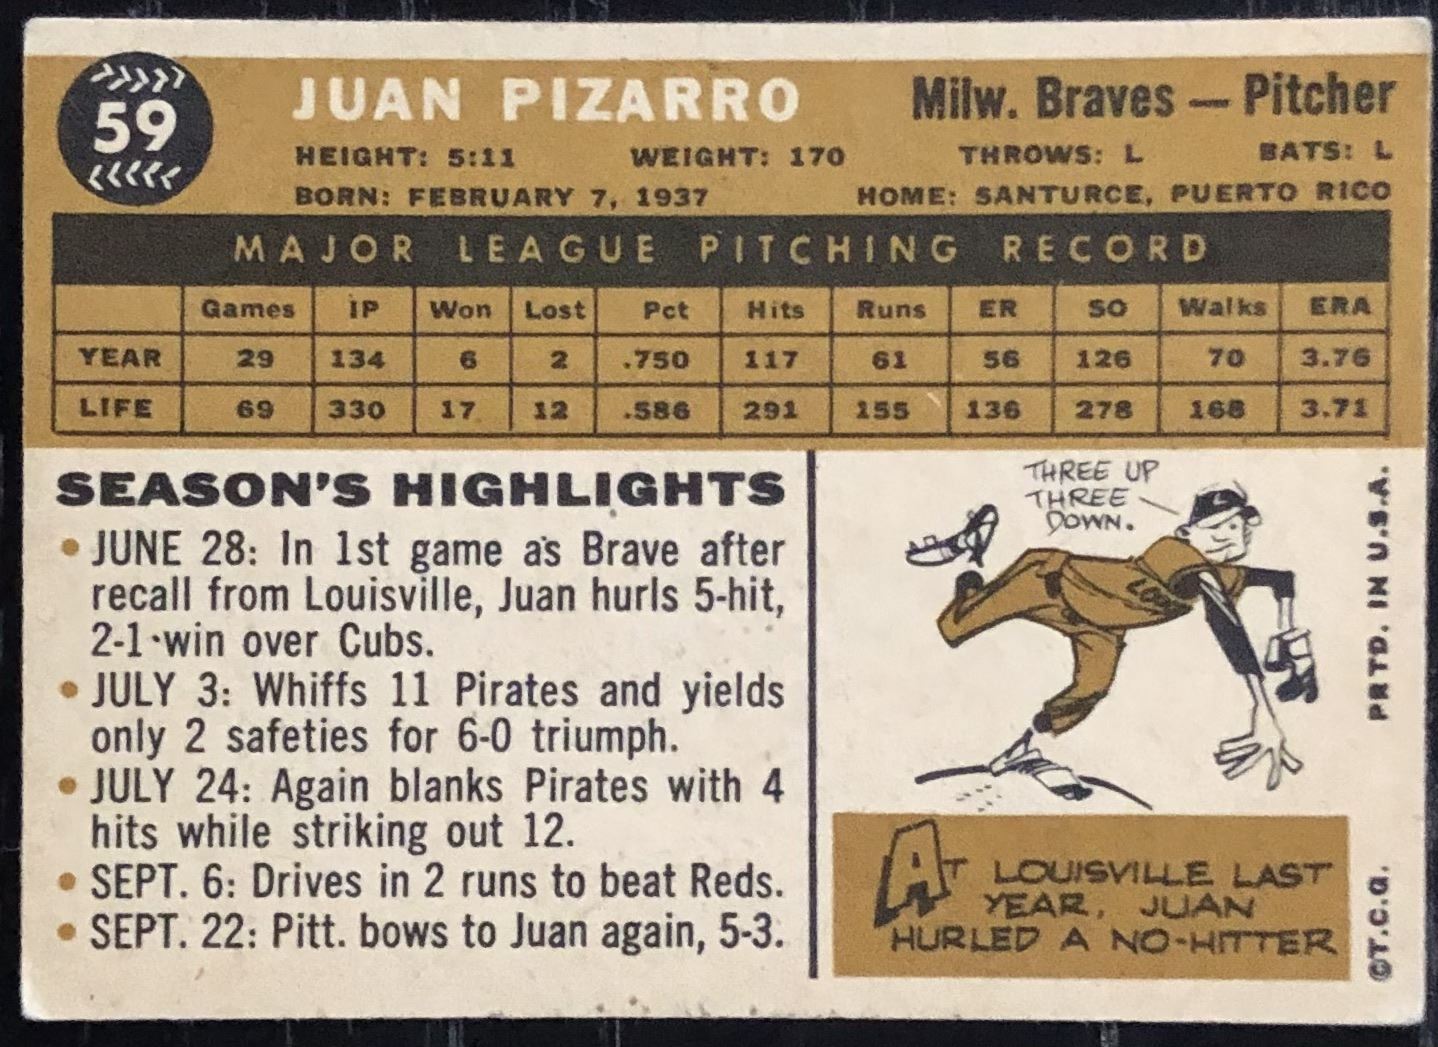 59
JUAN PIZARRO
Milw. Braves — Pitcher
HEIGHT: 5:11 WEIGHT: 170 THROWS: L BATS: L
BORN: FEBRUARY 7, 1937 HOME: SANTURCE, PUERTO RICO
MAJOR LEAGUE PITCHING RECORD
Games IP Won Lost Pct Hits Runs ER SO Walks ERA
YEAR 29 134 6 2 .750 117 61 56 126 70 3.76
LIFE 69 330 17 12 .586 291 155 136 278 168 3.71
SEASON'S HIGHLIGHTS
• JUNE 28: In 1st game as Brave after
recall from Louisville, Juan hurls 5-hit,
2-1 win over Cubs.
• JULY 3: Whiffs 11 Pirates and yields
only 2 safeties for 6-0 triumph.
• JULY 24: Again blanks Pirates with 4
hits while striking out 12.
• SEPT. 6: Drives in 2 runs to beat Reds.
• SEPT. 22: Pitt. bows to Juan again, 5-3.
THREE UP
THREE
DOWN.
AT LOUISVILLE LAST
YEAR, JUAN
HURLED A NO-HITTER
©T.C.G. PRTD. IN U.S.A.